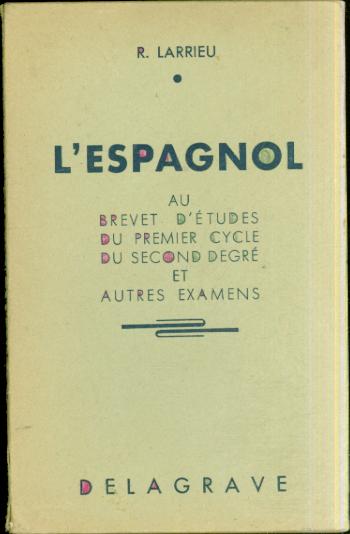 R. LARRIEU
L'ESPAGNOL
AU
BREVET D'ÉTUDES
DU PREMIER CYCLE
DU SECOND DEGRÉ
ET
AUTRES EXAMENS
DELAGRAVE